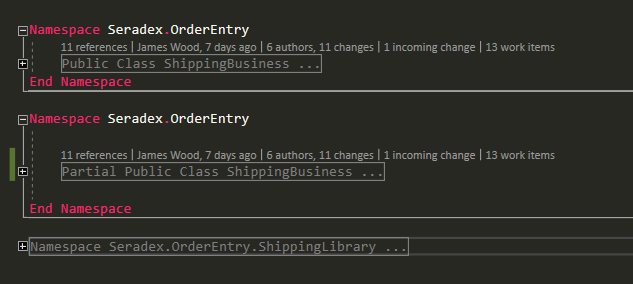 Namespace Seradex.OrderEntry
11 references | James Wood, 7 days ago | 6 authors, 11 changes | 1 incoming change | 13 work items
Public Class ShippingBusiness ...
End Namespace
Namespace Seradex.OrderEntry
11 references | James Wood, 7 days ago | 6 authors, 11 changes | 1 incoming change | 13 work items
Partial Public Class ShippingBusiness ...
End Namespace
Namespace Seradex.OrderEntry.ShippingLibrary ...